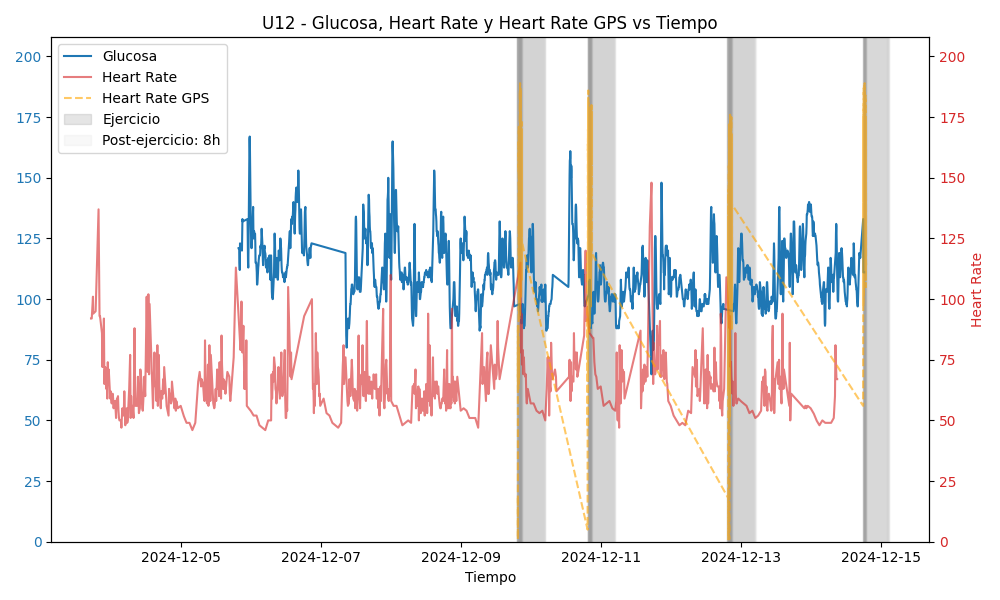 U12 - Glucosa, Heart Rate y Heart Rate GPS vs Tiempo
Glucosa
Heart Rate
Heart Rate GPS
Ejercicio
Post-ejercicio: 8h
200
175
150
125
100
75
50
25
0
200
175
150
125
100
75
50
25
0
Heart Rate
2024-12-05 2024-12-07 2024-12-09 2024-12-11 2024-12-13 2024-12-15
Tiempo